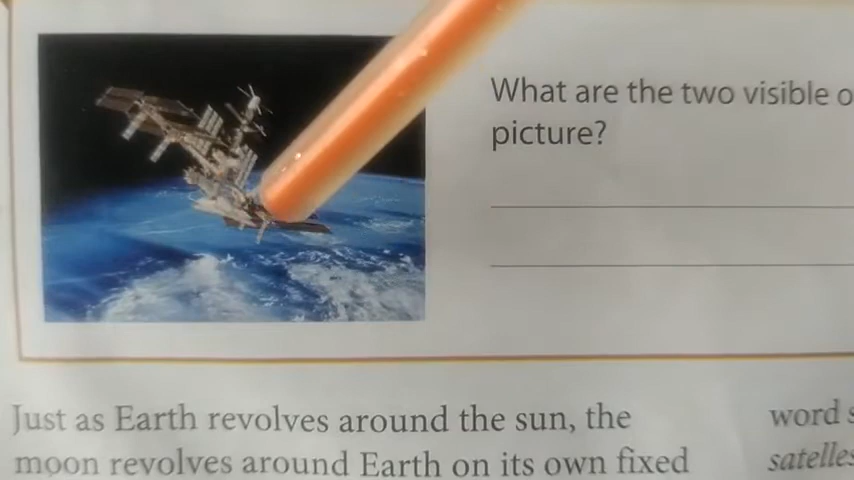 What are the two visible o
picture?
Just as Earth revolves around the sun, the
moon revolves around Earth on its own fixed
word s
satelles